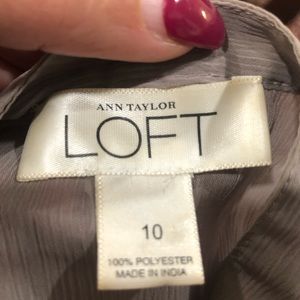 ANN TAYLOR
LOFT
10
100% POLYESTER
MADE IN INDIA